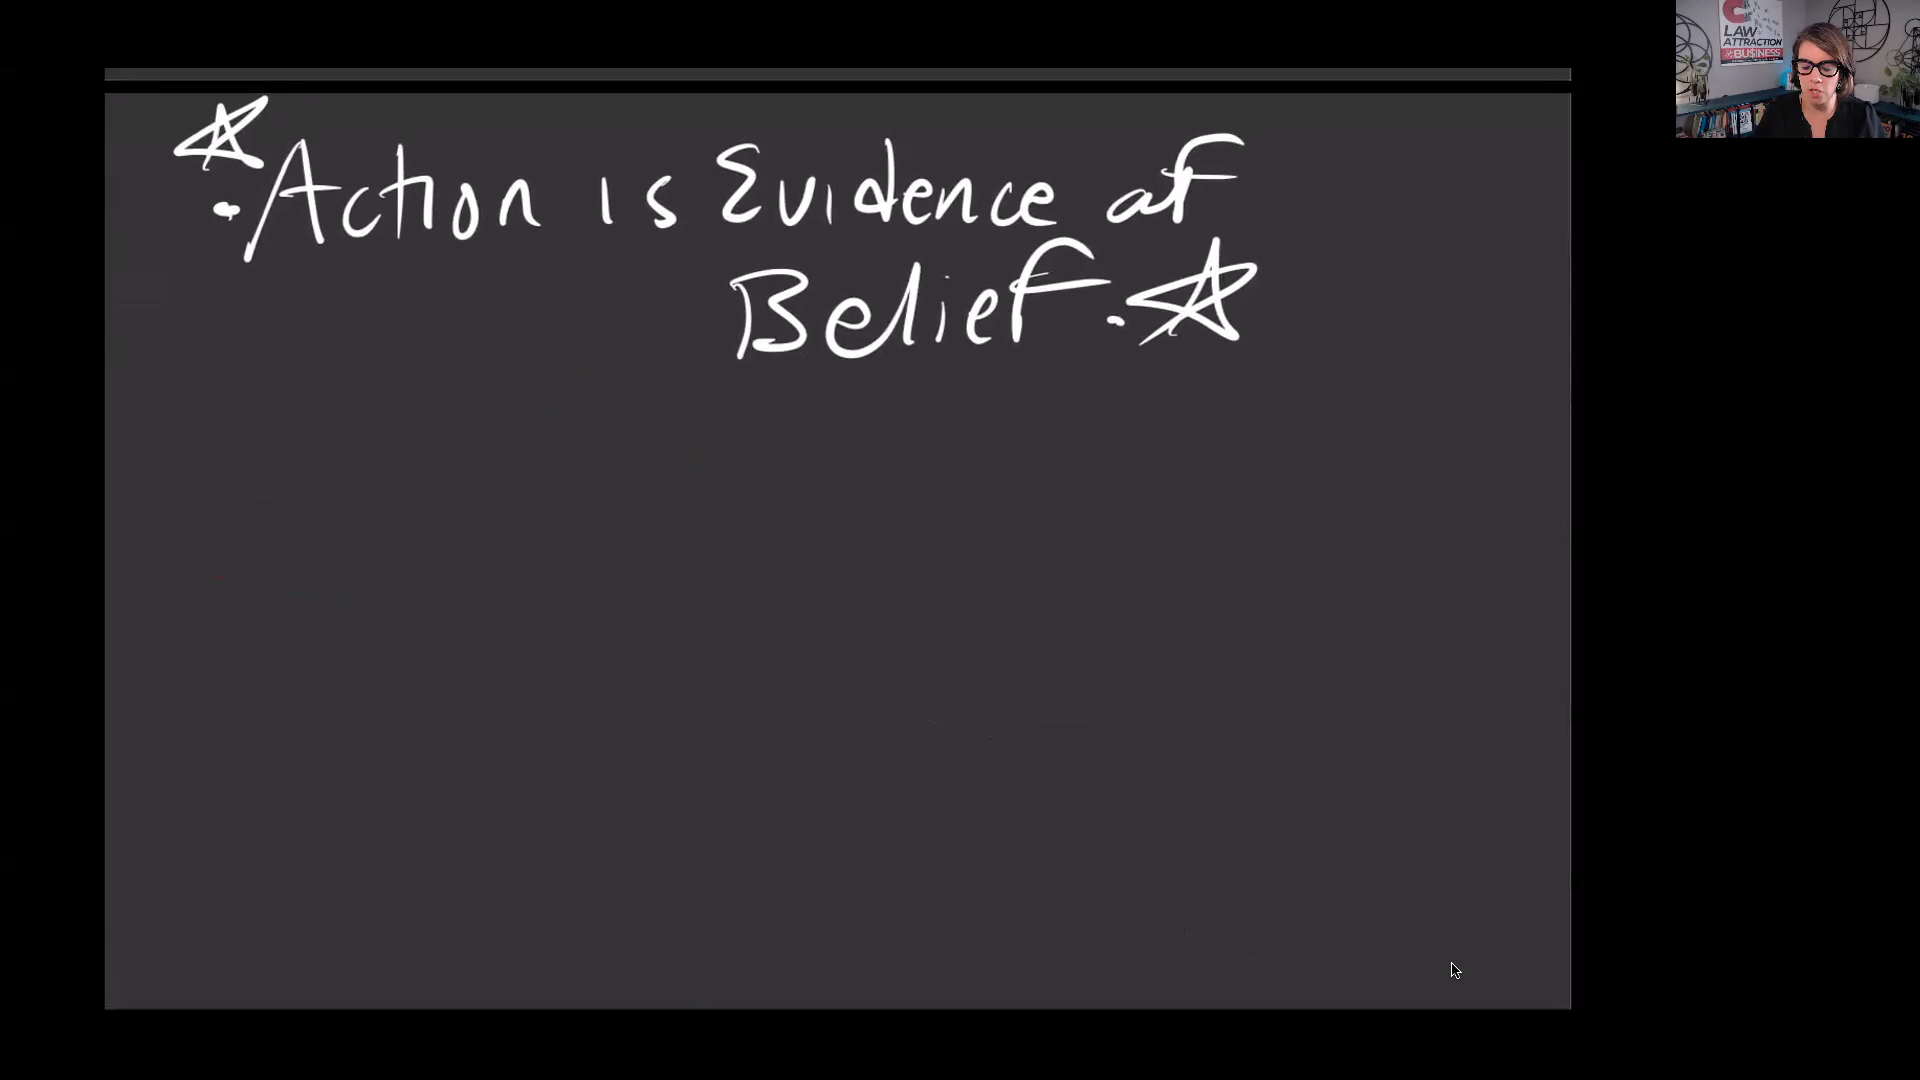 ☆
• Action is Evidence of
Belief. ☆
LAW
ATTRACTION
BUSINESS